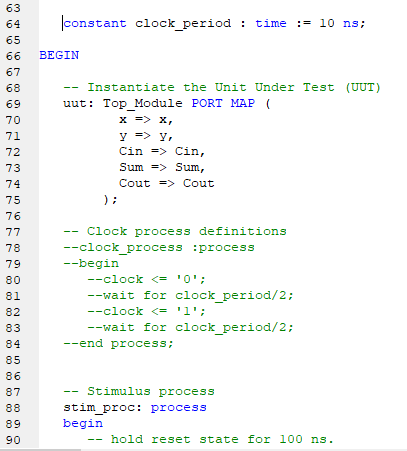 63
64 constant clock_period : time := 10 ns;
65
66 BEGIN
67
68 -- Instantiate the Unit Under Test (UUT)
69 uut: Top_Module PORT MAP (
70 x => x,
71 y => y,
72 Cin => Cin,
73 Sum => Sum,
74 Cout => Cout
75 );
76
77 -- Clock process definitions
78 --clock_process :process
79 --begin
80 --clock <= '0';
81 --wait for clock_period/2;
82 --clock <= '1';
83 --wait for clock_period/2;
84 --end process;
85
86
87 -- Stimulus process
88 stim_proc: process
89 begin
90 -- hold reset state for 100 ns.